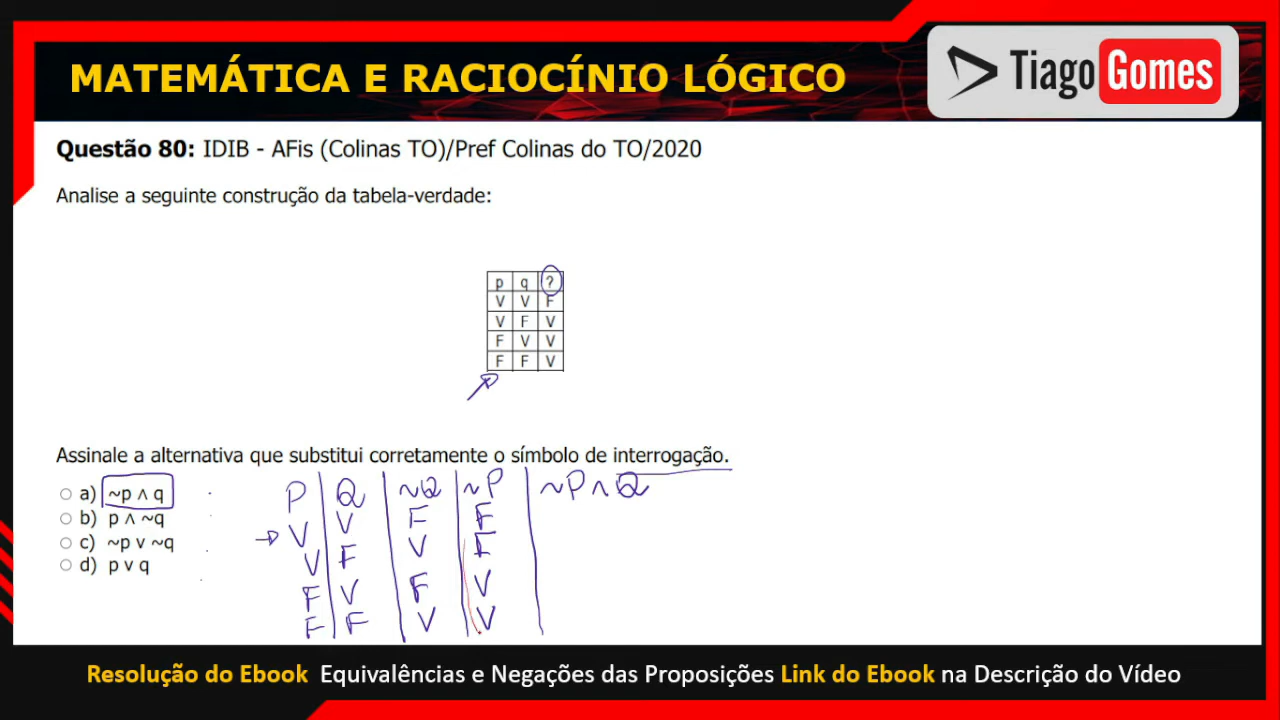 MATEMÁTICA E RACIOCÍNIO LÓGICO
Tiago Gomes
Questão 80: IDIB - AFis (Colinas TO)/Pref Colinas do TO/2020
Analise a seguinte construção da tabela-verdade:
p q ?
V V F
V F V
F V V
F F V
Assinale a alternativa que substitui corretamente o símbolo de interrogação.
a) ~p ∧ q
b) p ∧ ~q
c) ~p v ~q
d) p v q
P Q ~Q ~P ~P ∧ Q
V V F F
V F V F
F V F V
F F V V
Resolução do Ebook Equivalências e Negações das Proposições Link do Ebook na Descrição do Vídeo